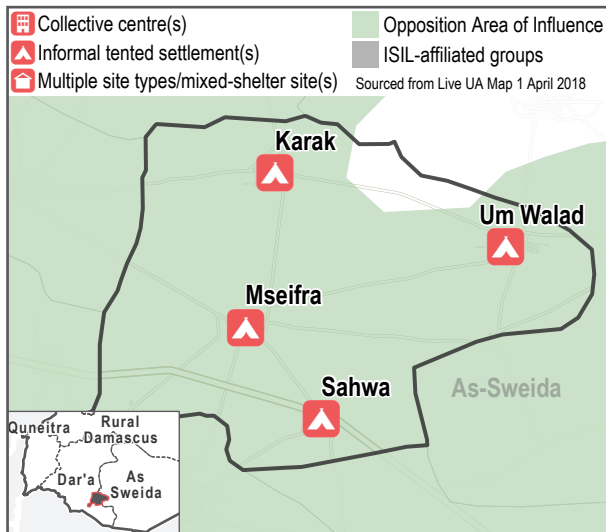 Collective centre(s)
Informal tented settlement(s)
Multiple site types/mixed-shelter site(s)
Opposition Area of Influence
ISIL-affiliated groups
Sourced from Live UA Map 1 April 2018
Karak
Um Walad
Mseifra
Sahwa
As-Sweida
Quneitra
Rural
Damascus
Dar'a
As
Sweida